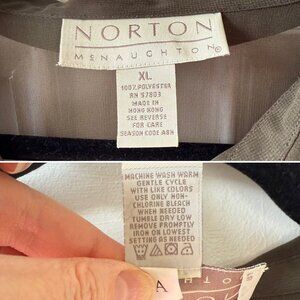 NORTON
McNAUGHTON®
XL
100% POLYESTER
RN 57803
MADE IN
HONG KONG
SEE REVERSE
FOR CARE
SEASON CODE A8H
MACHINE WASH WARM
GENTLE CYCLE
WITH LIKE COLORS
USE ONLY NON-
CHLORINE BLEACH
WHEN NEEDED
TUMBLE DRY LOW
REMOVE PROMPTLY
IRON ON LOWEST
SETTING AS NEEDED